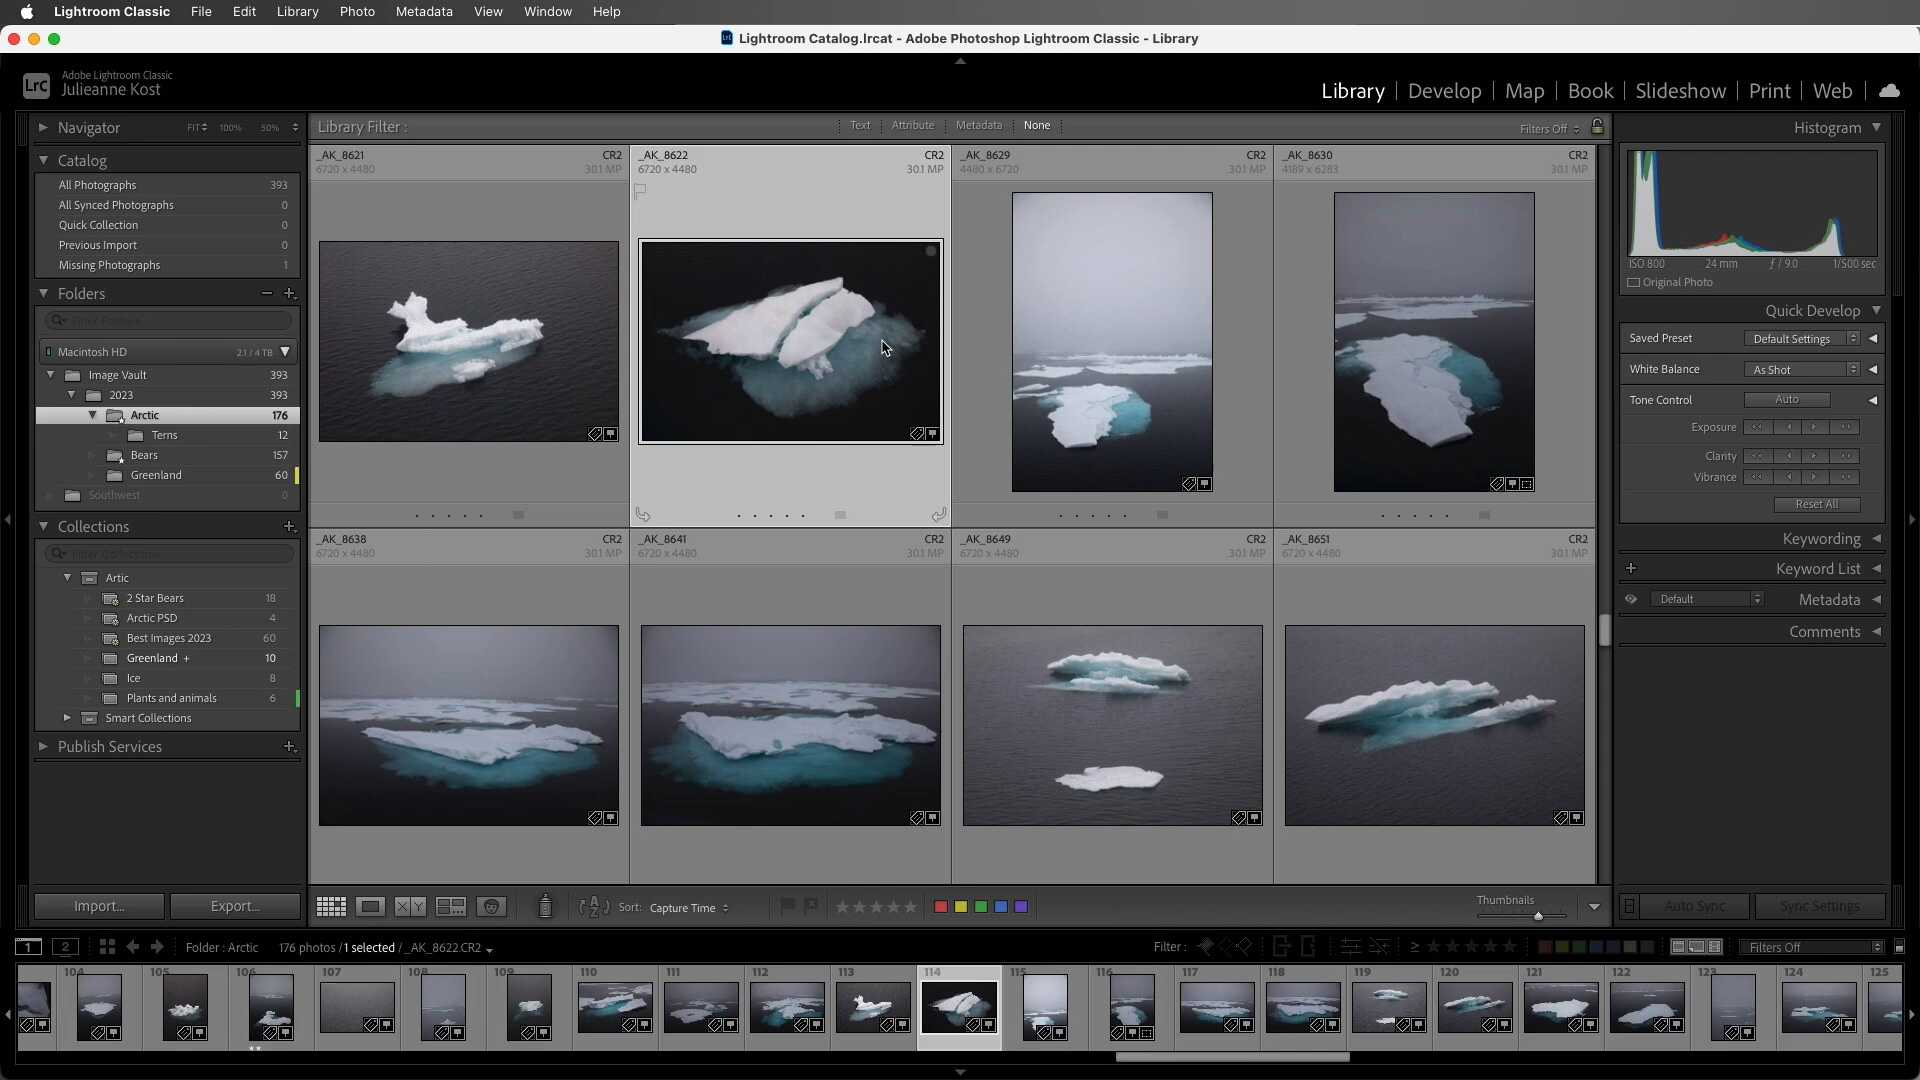 Lightroom Classic File Edit Library Photo Metadata View Window Help
Lightroom Catalog.lrcat - Adobe Photoshop Lightroom Classic - Library
LrC
Adobe Lightroom Classic
Julieanne Kost
Library Develop Map Book Slideshow Print Web
Navigator FIT 100% 50%
Catalog
All Photographs 393
All Synced Photographs 0
Quick Collection 0
Previous Import 0
Missing Photographs 1
Folders
Filter Folders
Macintosh HD 2.1 / 4 TB
Image Vault 393
2023 393
Arctic 176
Terns 12
Bears 157
Greenland 60
Southwest 0
Collections
Filter Collections
Artic
2 Star Bears 18
Arctic PSD 4
Best Images 2023 60
Greenland + 10
Ice 8
Plants and animals 6
Smart Collections
Publish Services
Import...
Export...
Library Filter : Text Attribute Metadata None Filters Off
_AK_8621 CR2
6720 x 4480 30.1 MP
_AK_8622 CR2
6720 x 4480 30.1 MP
_AK_8629 CR2
4480 x 6720 30.1 MP
_AK_8630 CR2
4189 x 6283 30.1 MP
_AK_8638 CR2
6720 x 4480 30.1 MP
_AK_8641 CR2
6720 x 4480 30.1 MP
_AK_8649 CR2
6720 x 4480 30.1 MP
_AK_8651 CR2
6720 x 4480 30.1 MP
X Y
A Z
Sort: Capture Time
Thumbnails
Histogram
ISO 800 24 mm ƒ / 9.0 1/500 sec
Original Photo
Quick Develop
Saved Preset Default Settings
White Balance As Shot
Tone Control Auto
Exposure
Clarity
Vibrance
Reset All
Keywording
Keyword List
Default Metadata
Comments
Auto Sync
Sync Settings
1 2 Folder : Arctic 176 photos / 1 selected / _AK_8622.CR2 Filter : Filters Off
104 105 106 107 108 109 110 111 112 113 114 115 116 117 118 119 120 121 122 123 124 125